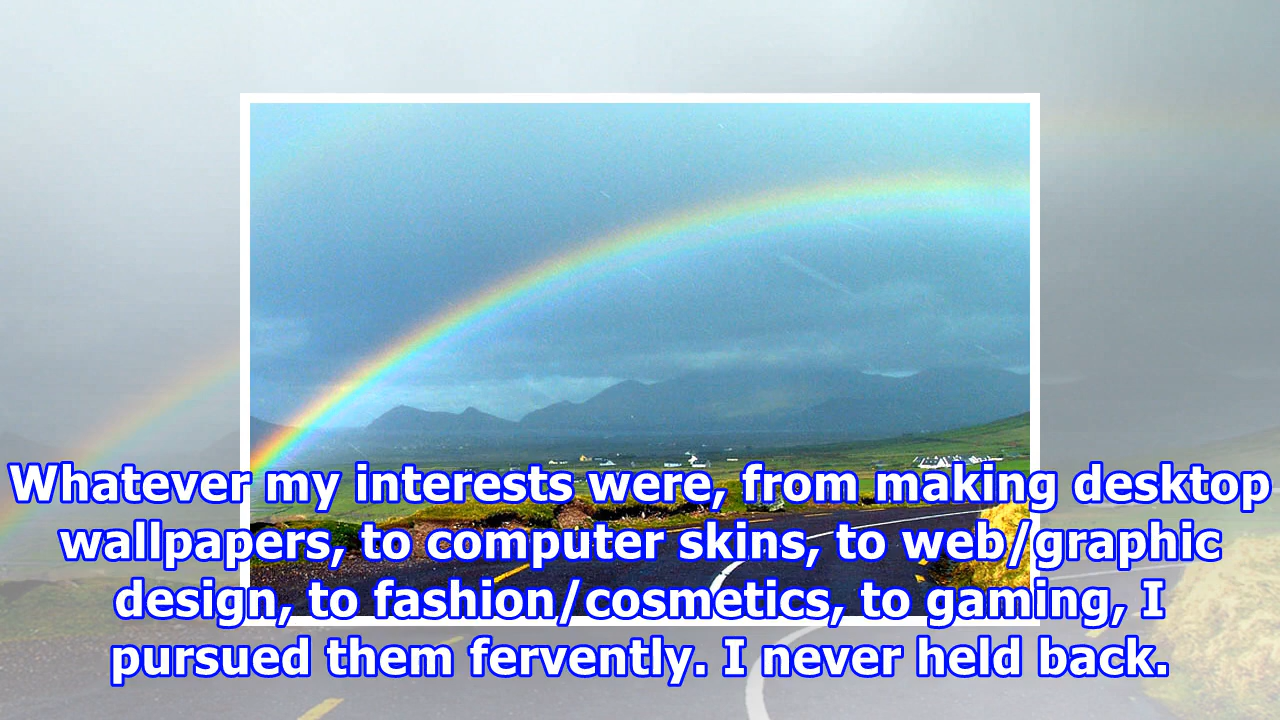 Whatever my interests were, from making desktop
wallpapers, to computer skins, to web/graphic
design, to fashion/cosmetics, to gaming, I
pursued them fervently. I never held back.